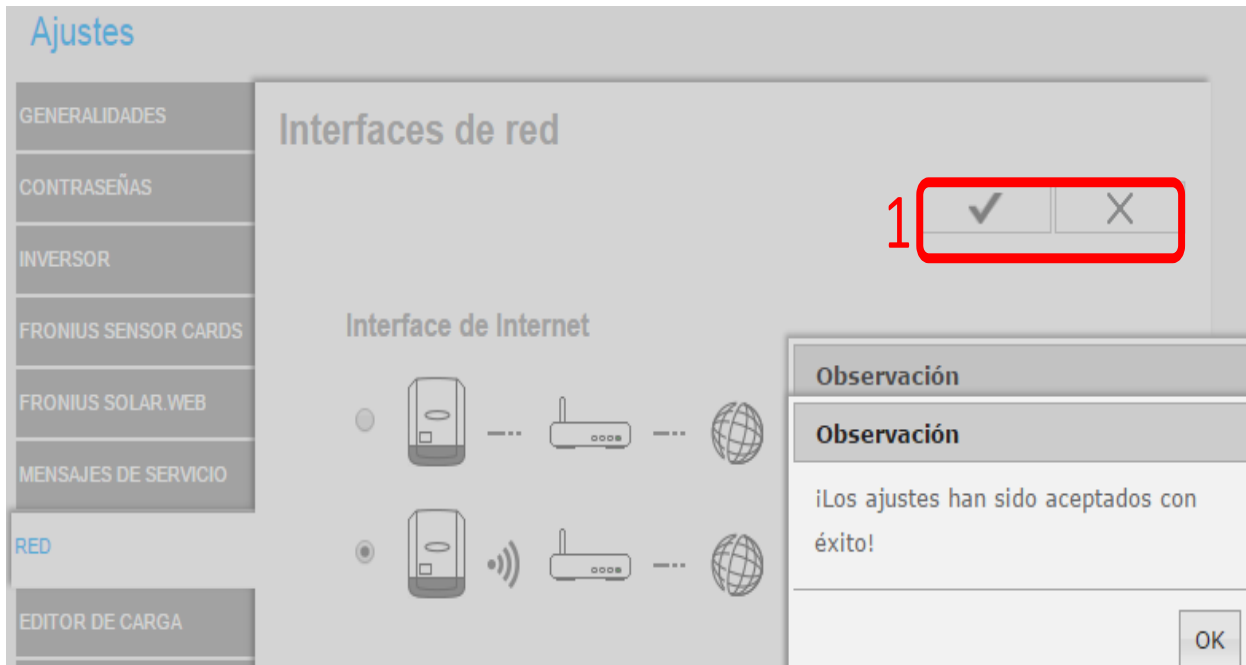 Ajustes
GENERALIDADES
CONTRASEÑAS
INVERSOR
FRONIUS SENSOR CARDS
FRONIUS SOLAR.WEB
MENSAJES DE SERVICIO
RED
EDITOR DE CARGA
Interfaces de red
1
Interface de Internet
Observación
Observación
¡Los ajustes han sido aceptados con
éxito!
OK